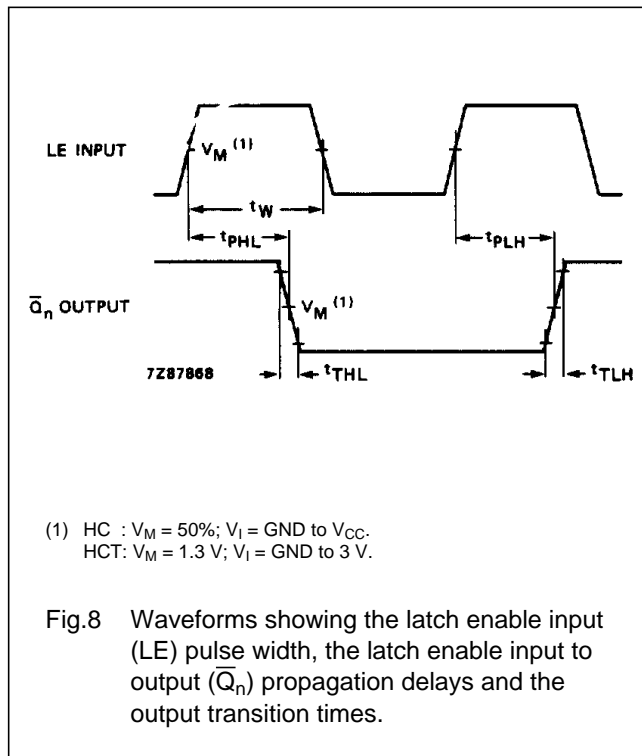 LE INPUT
V_M (1)
t_W
t_PHL
t_PLH
Q̅_n OUTPUT
V_M (1)
7Z87868
t_THL
t_TLH
(1) HC : V_M = 50%; V_I = GND to V_CC.
HCT: V_M = 1.3 V; V_I = GND to 3 V.
Fig.8 Waveforms showing the latch enable input
(LE) pulse width, the latch enable input to
output (Q̅_n) propagation delays and the
output transition times.